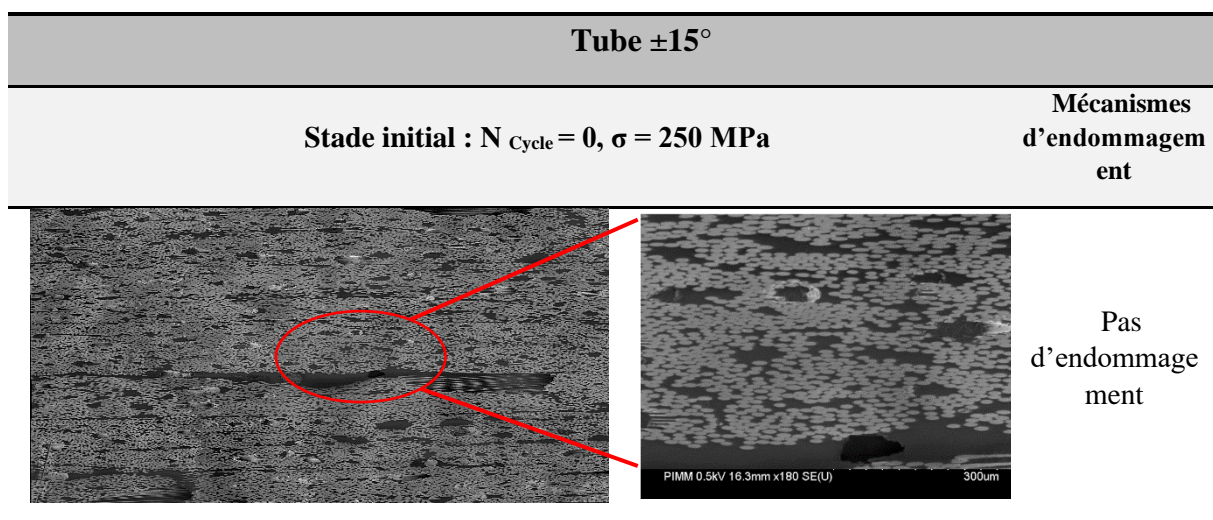 Tube ±15°
Stade initial : N Cycle = 0, σ = 250 MPa
Mécanismes
d'endommagem
ent
PIMM 0.5kV 16.3mm x180 SE(U)
300um
Pas
d'endommage
ment